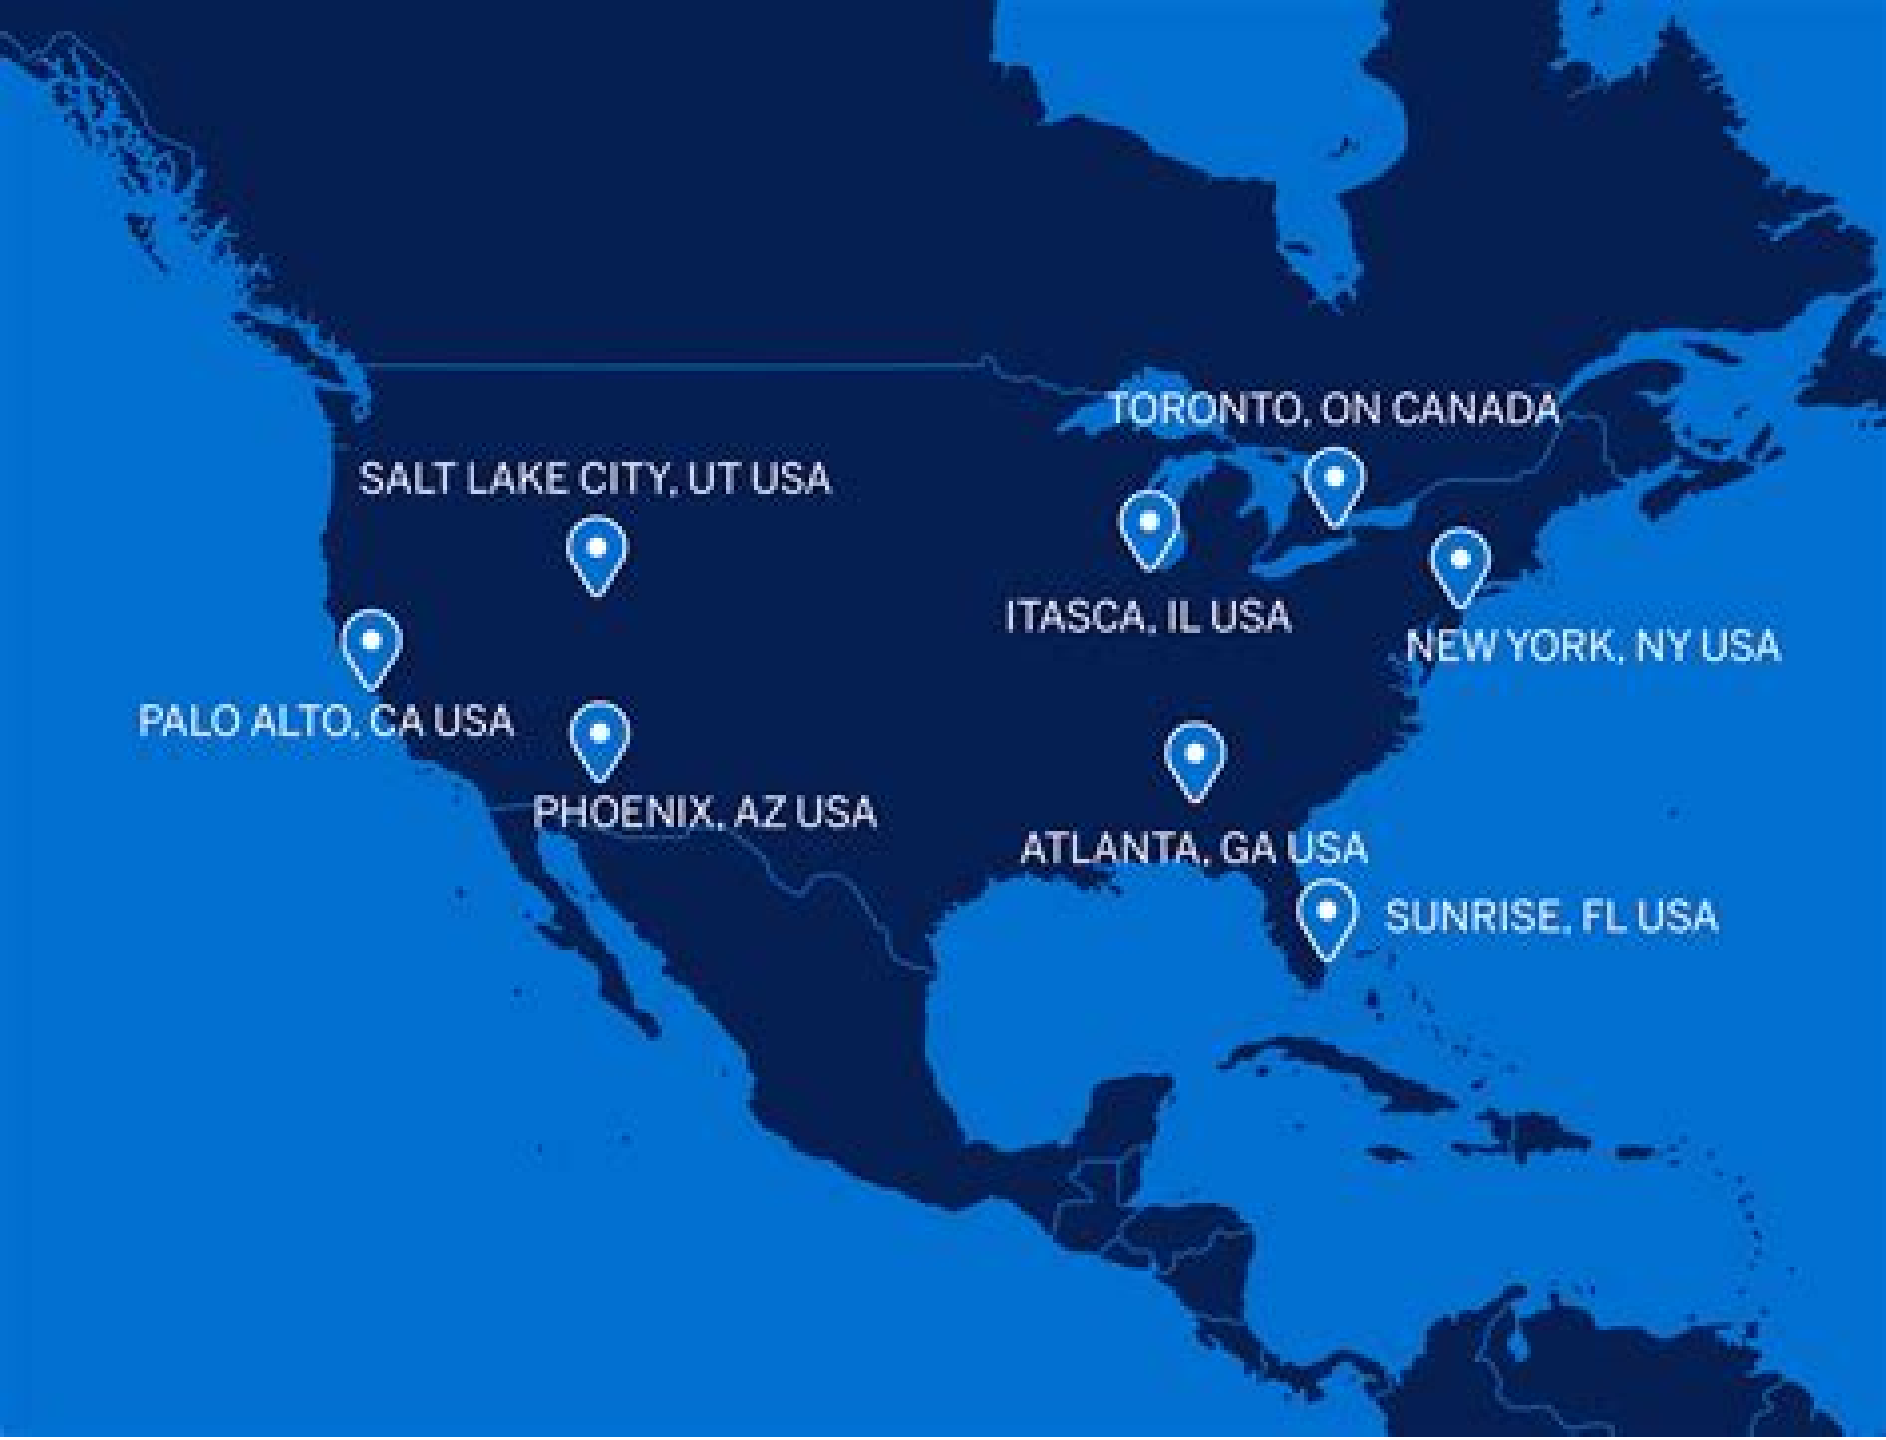 TORONTO, ON CANADA
SALT LAKE CITY, UT USA
ITASCA, IL USA
NEW YORK, NY USA
PALO ALTO, CA USA
PHOENIX, AZ USA
ATLANTA, GA USA
SUNRISE, FL USA